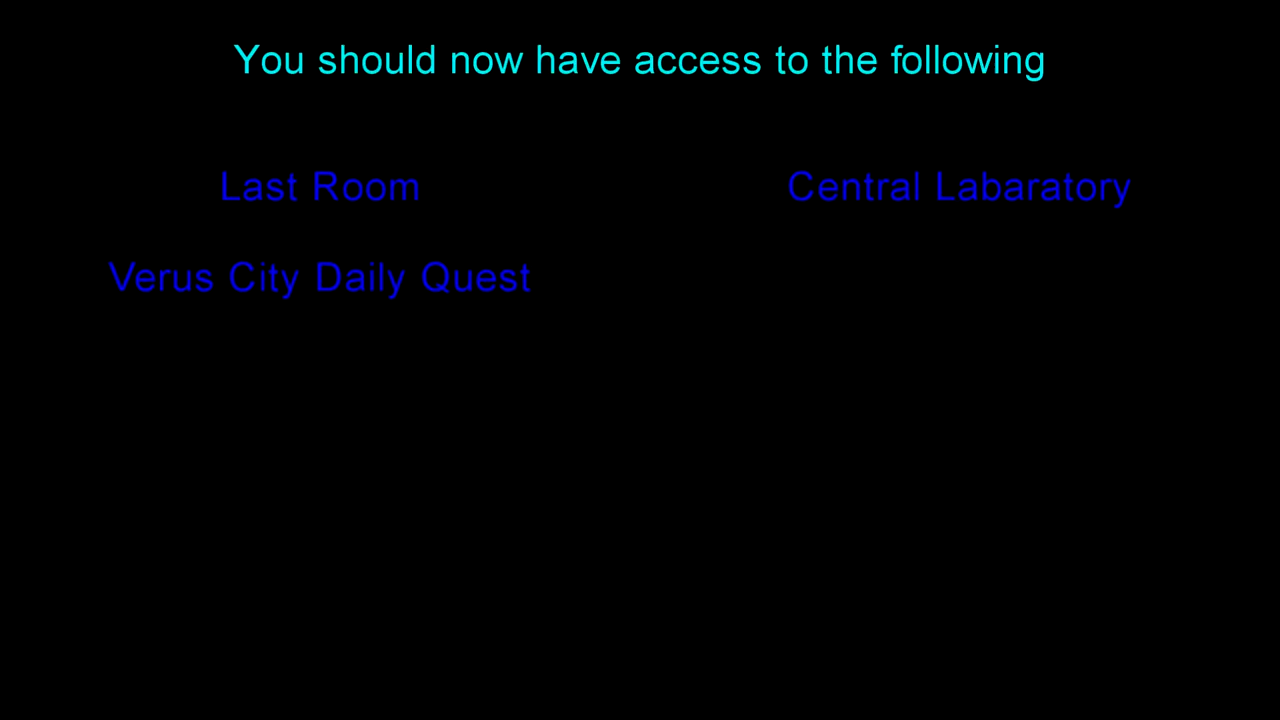 You should now have access to the following
Last Room
Central Labaratory
Verus City Daily Quest